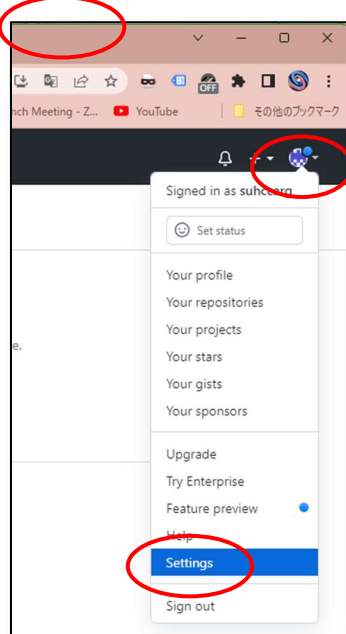 OFF
nch Meeting - Z... YouTube その他のブックマーク
Signed in as suhccarg
Set status
Your profile
Your repositories
e. Your projects
Your stars
Your gists
Your sponsors
Upgrade
Try Enterprise
Feature preview
Help
Settings
Sign out